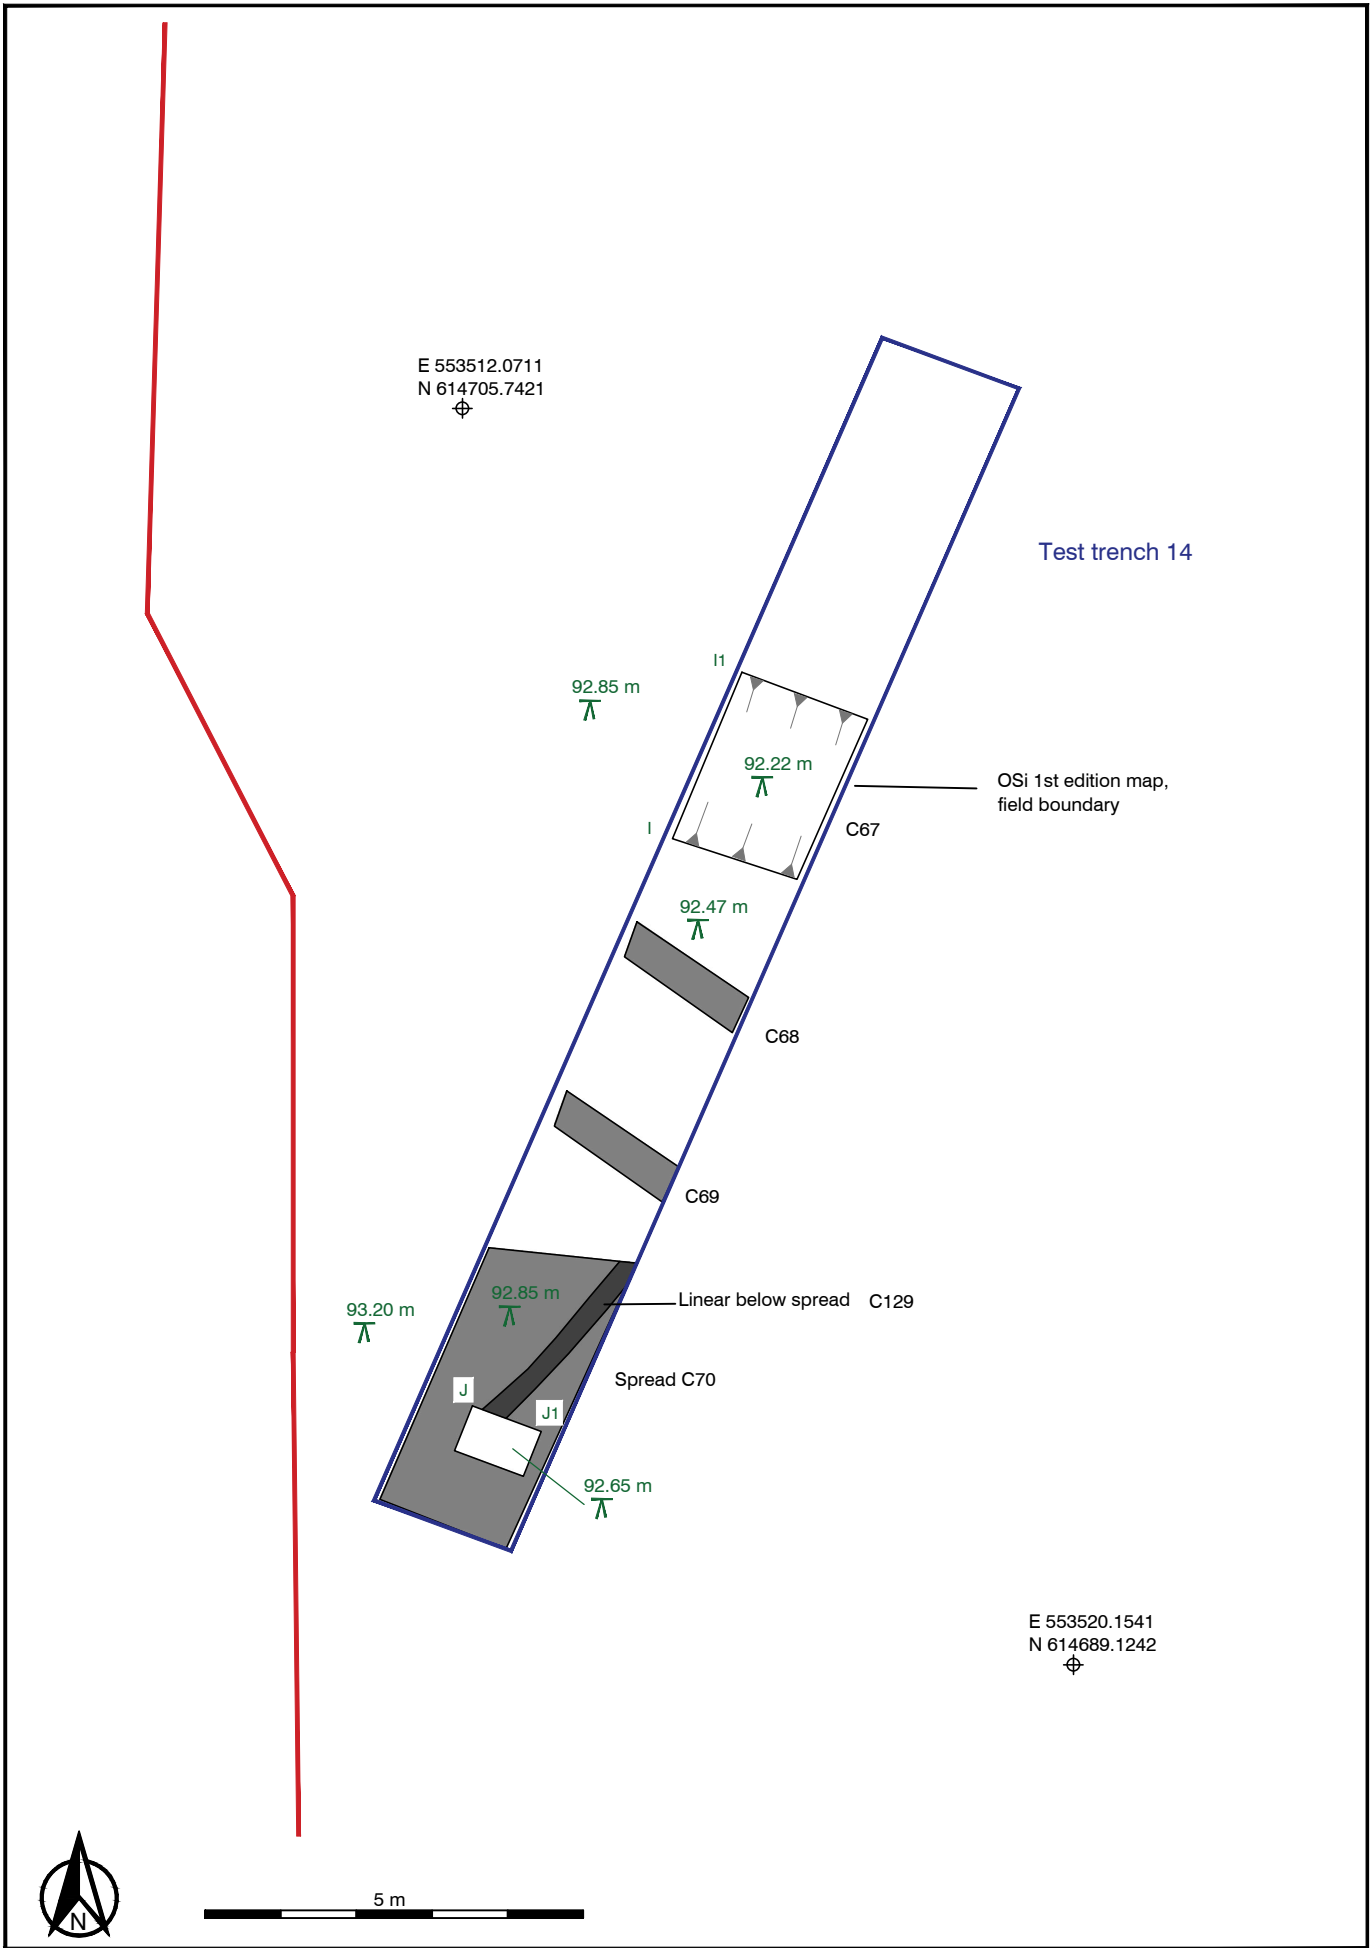 E 553512.0711
N 614705.7421
Test trench 14
I1
92.85 m
92.22 m
OSi 1st edition map,
field boundary
I
C67
92.47 m
C68
C69
92.85 m
Linear below spread C129
93.20 m
Spread C70
J
J1
92.65 m
E 553520.1541
N 614689.1242
5 m
N